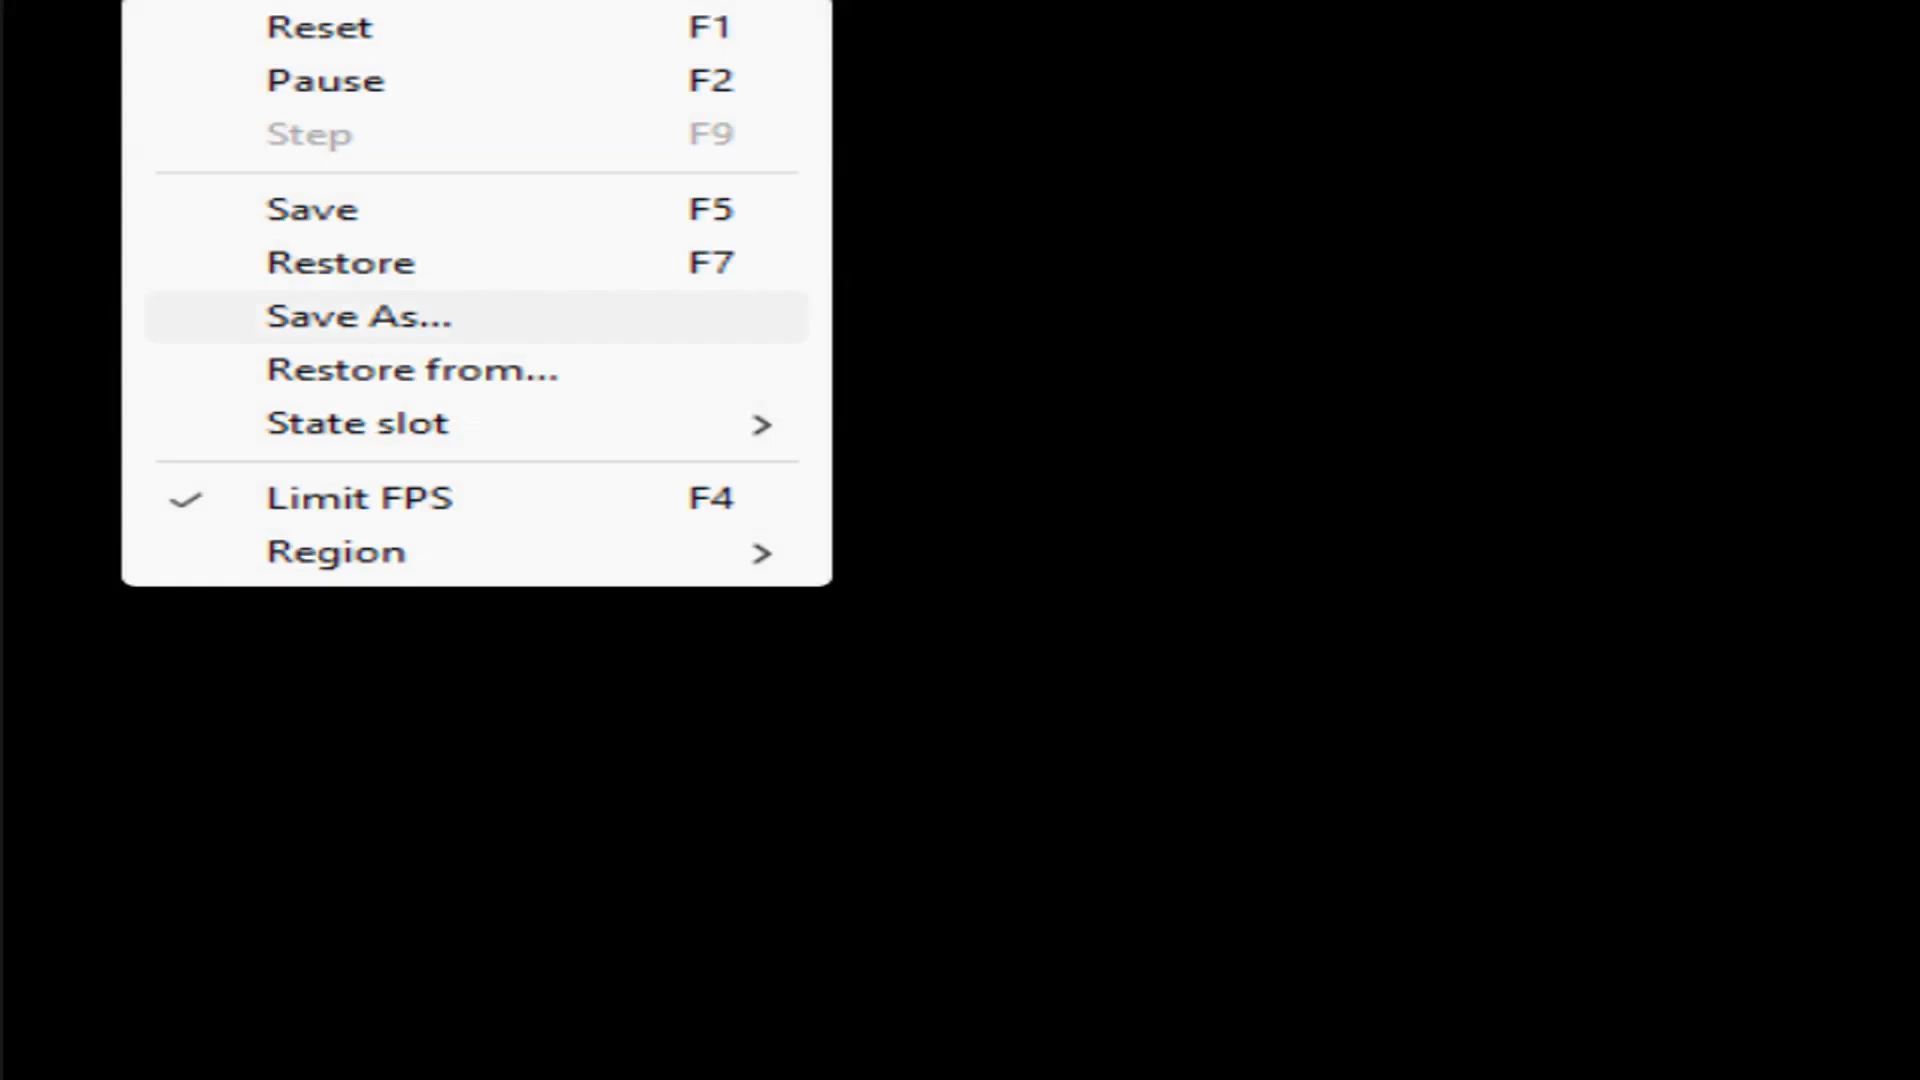 Reset F1
Pause F2
Step F9
Save F5
Restore F7
Save As...
Restore from...
State slot >
Limit FPS F4
Region >